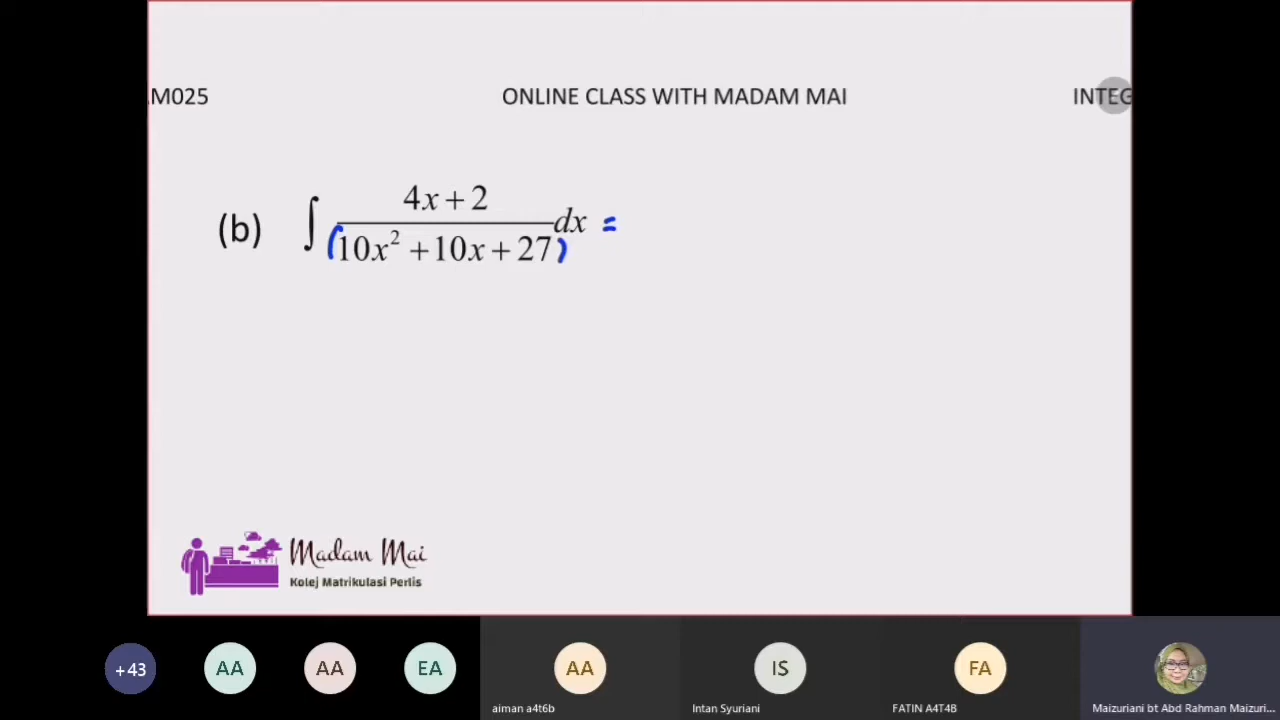 .M025 ONLINE CLASS WITH MADAM MAI INTEG
(b) ∫ (4x + 2)/(10x² + 10x + 27) dx =
Madam Mai
Kolej Matrikulasi Perlis
+43 AA AA EA AA IS FA
aiman a4t6b Intan Syuriani FATIN A4T4B Maizuriani bt Abd Rahman Maizuri...